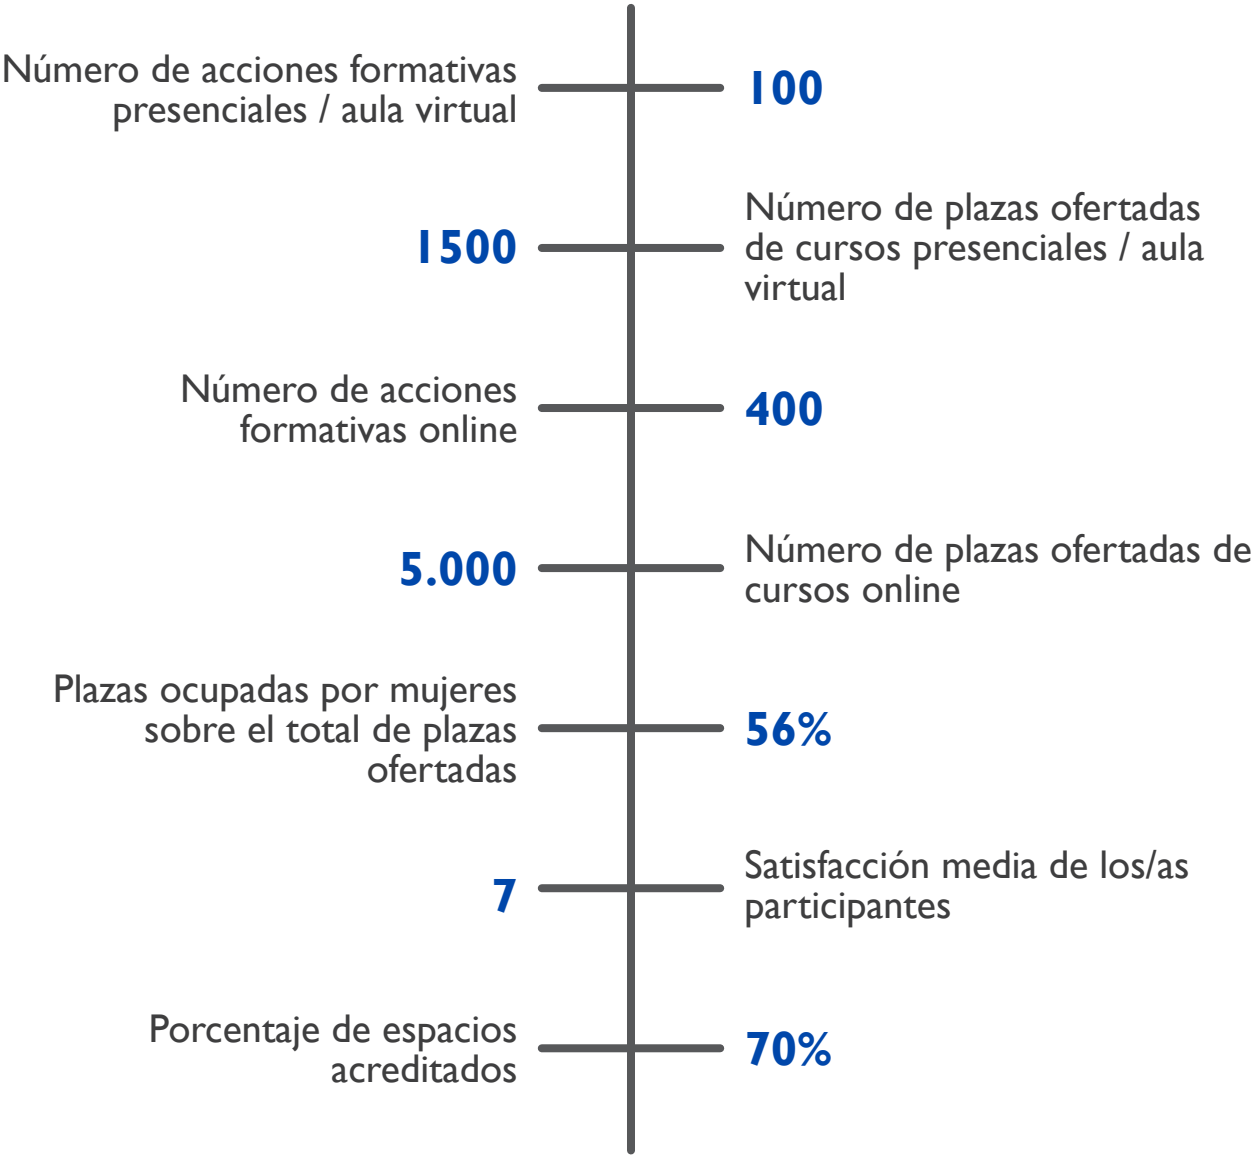 Número de acciones formativas
presenciales / aula virtual
100
1500
Número de plazas ofertadas
de cursos presenciales / aula
virtual
Número de acciones
formativas online
400
5.000
Número de plazas ofertadas de
cursos online
Plazas ocupadas por mujeres
sobre el total de plazas
ofertadas
56%
7
Satisfacción media de los/as
participantes
Porcentaje de espacios
acreditados
70%